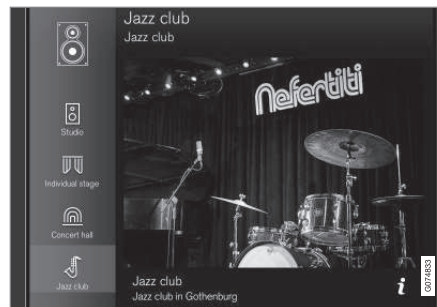 Jazz club
Jazz club
Nefertiti
Studio
Individual stage
Concert hall
Jazz club
Jazz club
Jazz club in Gothenburg
i
G074833